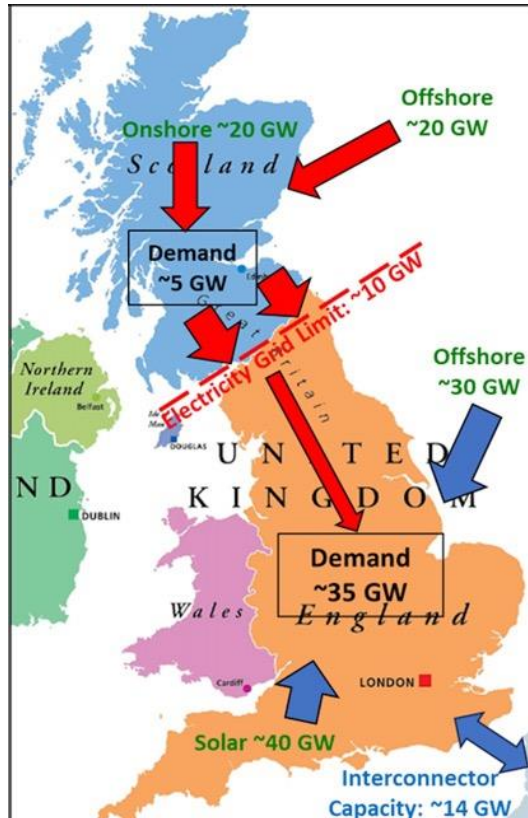 Offshore
~20 GW
Onshore ~20 GW
Scotland
Demand
~5 GW
Great Britain
Electricity Grid Limit: ~10 GW
Northern
Ireland
Belfast
Offshore
~30 GW
DOUGLAS
UNITED
KINGDOM
ND
DUBLIN
Demand
~35 GW
Wales
England
Cardiff
LONDON
Solar ~40 GW
Interconnector
Capacity: ~14 GW